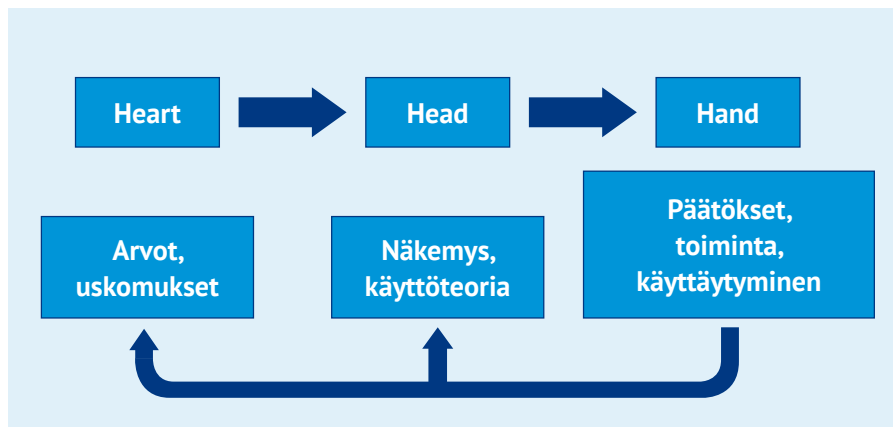 Heart
Head
Hand
Arvot,
uskomukset
Näkemys,
käyttöteoria
Päätökset,
toiminta,
käyttäytyminen